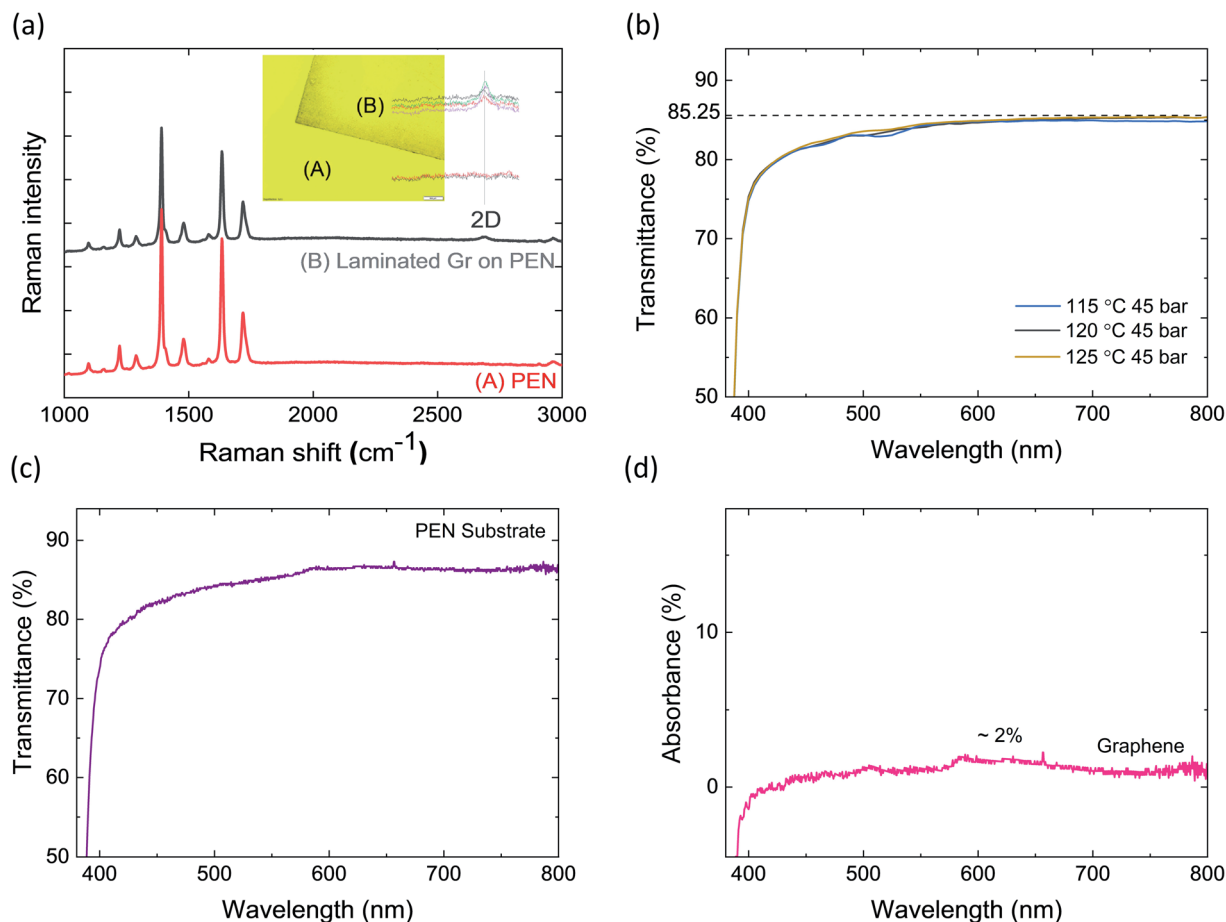 (a)
Raman intensity
(B)
(A)
2D
(B) Laminated Gr on PEN
(A) PEN
1000 1500 2000 2500 3000
Raman shift (cm⁻¹)
(b)
Transmittance (%)
90
85.25
80
70
60
50
115 °C 45 bar
120 °C 45 bar
125 °C 45 bar
400 500 600 700 800
Wavelength (nm)
(c)
Transmittance (%)
90
80
70
60
50
PEN Substrate
400 500 600 700 800
Wavelength (nm)
(d)
Absorbance (%)
10
0
~ 2%
Graphene
400 500 600 700 800
Wavelength (nm)